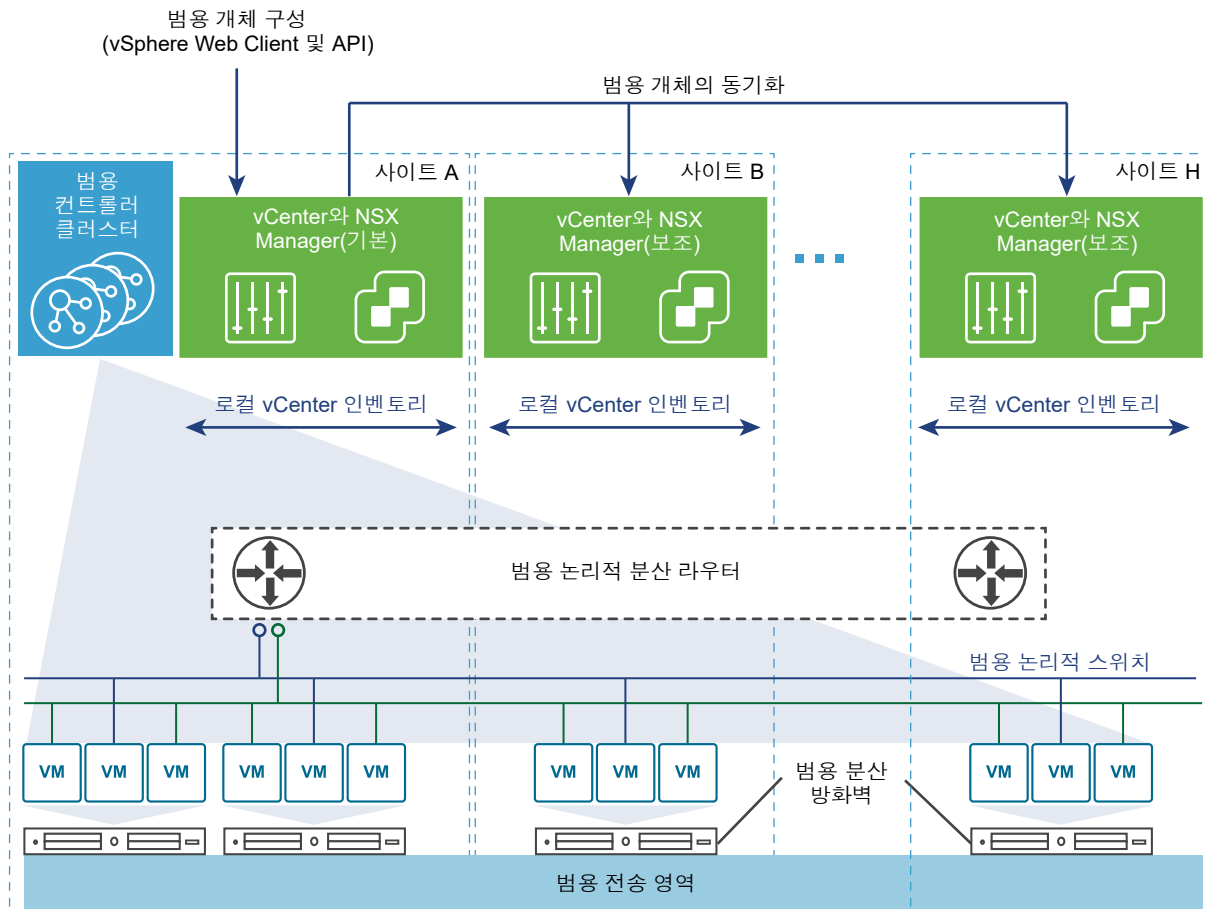 범용 개체 구성
(vSphere Web Client 및 API)
범용 개체의 동기화
사이트 A
사이트 B
사이트 H
범용
컨트롤러
클러스터
vCenter와 NSX
Manager(기본)
vCenter와 NSX
Manager(보조)
vCenter와 NSX
Manager(보조)
로컬 vCenter 인벤토리
로컬 vCenter 인벤토리
로컬 vCenter 인벤토리
범용 논리적 분산 라우터
범용 논리적 스위치
VM
VM
VM
VM
VM
VM
VM
VM
VM
VM
VM
VM
범용 분산
방화벽
범용 전송 영역